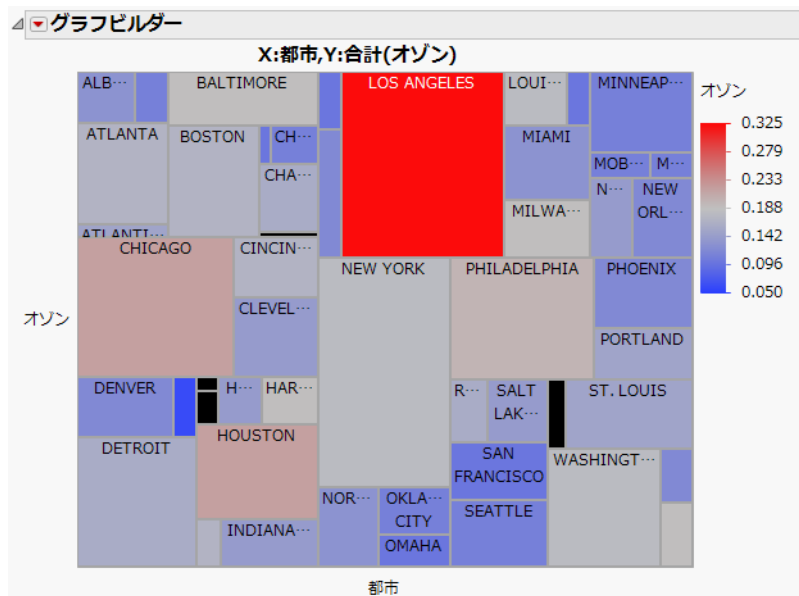 グラフビルダー
X:都市,Y:合計(オゾン)
ALB…
BALTIMORE
LOS ANGELES
LOUI…
MINNEAP…
オゾン
0.325
0.279
0.233
0.188
0.142
0.096
0.050
ATLANTA
BOSTON
CH…
MIAMI
CHA…
MOB…
M…
N…
NEW
ORL…
MILWA…
ATLANTI…
CHICAGO
CINCIN…
NEW YORK
PHILADELPHIA
PHOENIX
CLEVEL…
オゾン
PORTLAND
DENVER
H…
HAR…
R…
SALT
LAK…
ST. LOUIS
HOUSTON
DETROIT
SAN
FRANCISCO
WASHINGT…
NOR…
OKLA…
CITY
SEATTLE
INDIANA…
OMAHA
都市